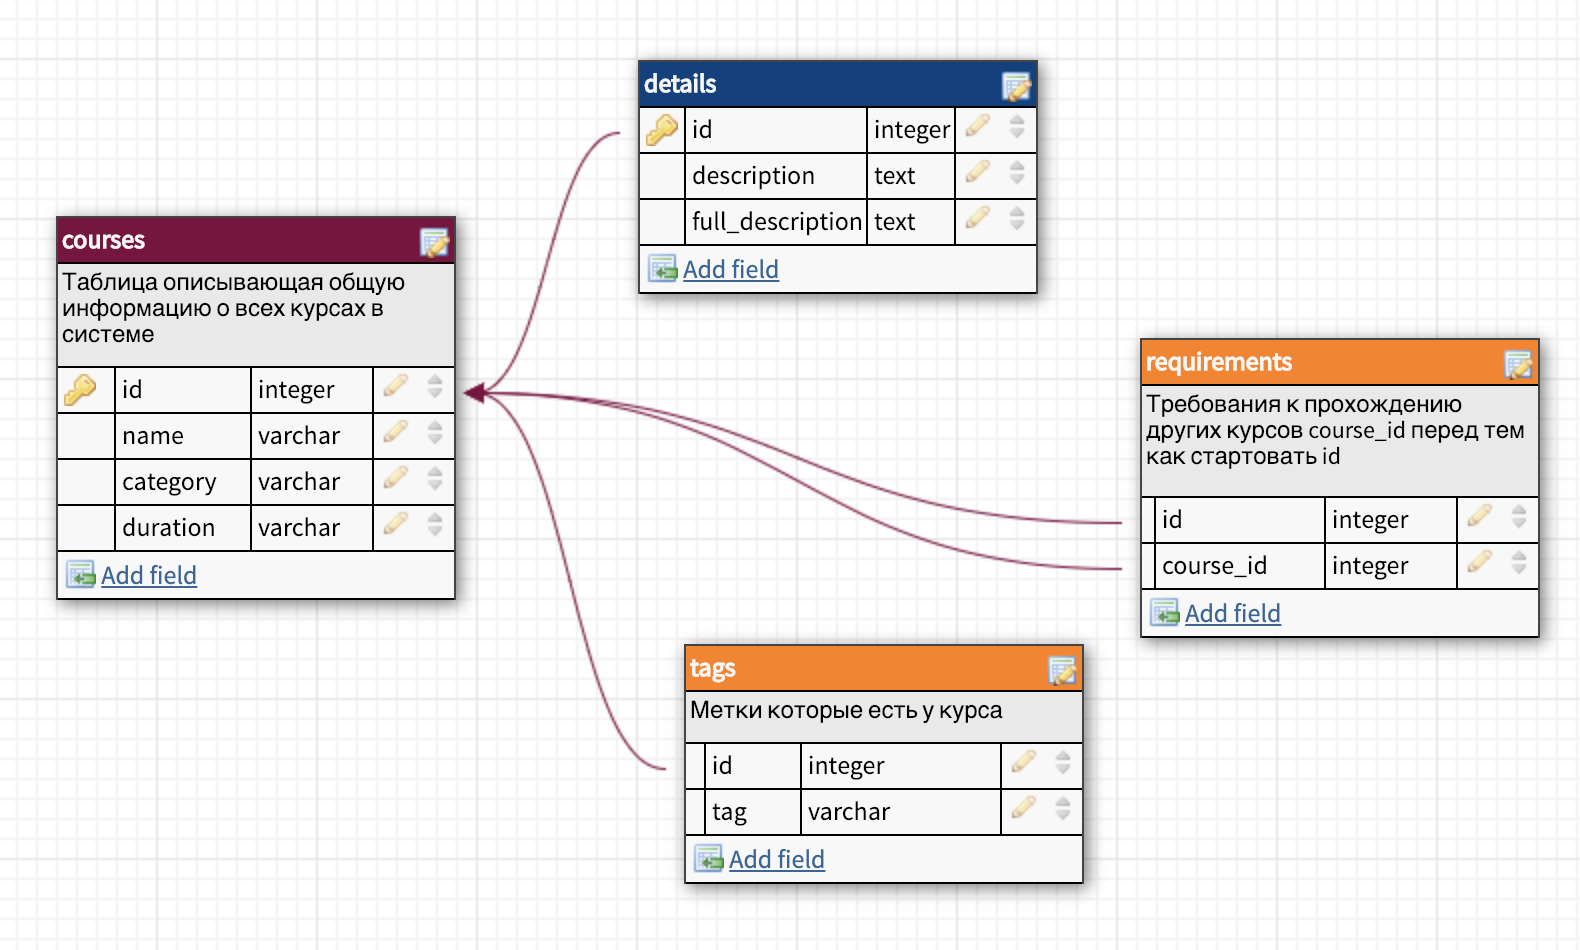 details
id integer
description text
full_description text
Add field
courses
Таблица описывающая общую
информацию о всех курсах в
системе
id integer
name varchar
category varchar
duration varchar
Add field
requirements
Требования к прохождению
других курсов course_id перед тем
как стартовать id
id integer
course_id integer
Add field
tags
Метки которые есть у курса
id integer
tag varchar
Add field